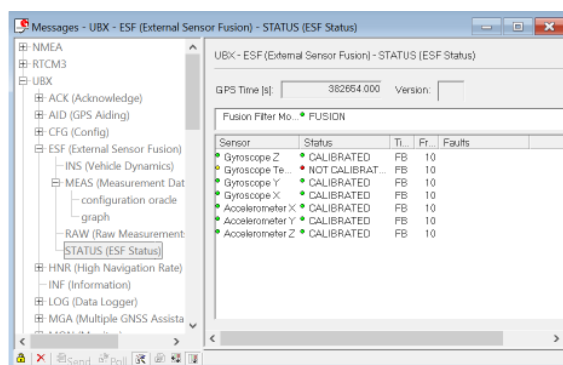 Messages - UBX - ESF (External Sensor Fusion) - STATUS (ESF Status)
NMEA
RTCM3
UBX
ACK (Acknowledge)
AID (GPS Aiding)
CFG (Config)
ESF (External Sensor Fusion)
INS (Vehicle Dynamics)
MEAS (Measurement Dat
configuration oracle
graph
RAW (Raw Measurement
STATUS (ESF Status)
HNR (High Navigation Rate)
INF (Information)
LOG (Data Logger)
MGA (Multiple GNSS Assista
UBX - ESF (External Sensor Fusion) - STATUS (ESF Status)
GPS Time [s]: 382654.000 Version:
Fusion Filter Mo... FUSION
Sensor Status Ti... Fr... Faults
Gyroscope Z CALIBRATED FB 10
Gyroscope Te... NOT CALIBRAT... FB 10
Gyroscope Y CALIBRATED FB 10
Gyroscope X CALIBRATED FB 10
Accelerometer X CALIBRATED FB 10
Accelerometer Y CALIBRATED FB 10
Accelerometer Z CALIBRATED FB 10
Send Poll